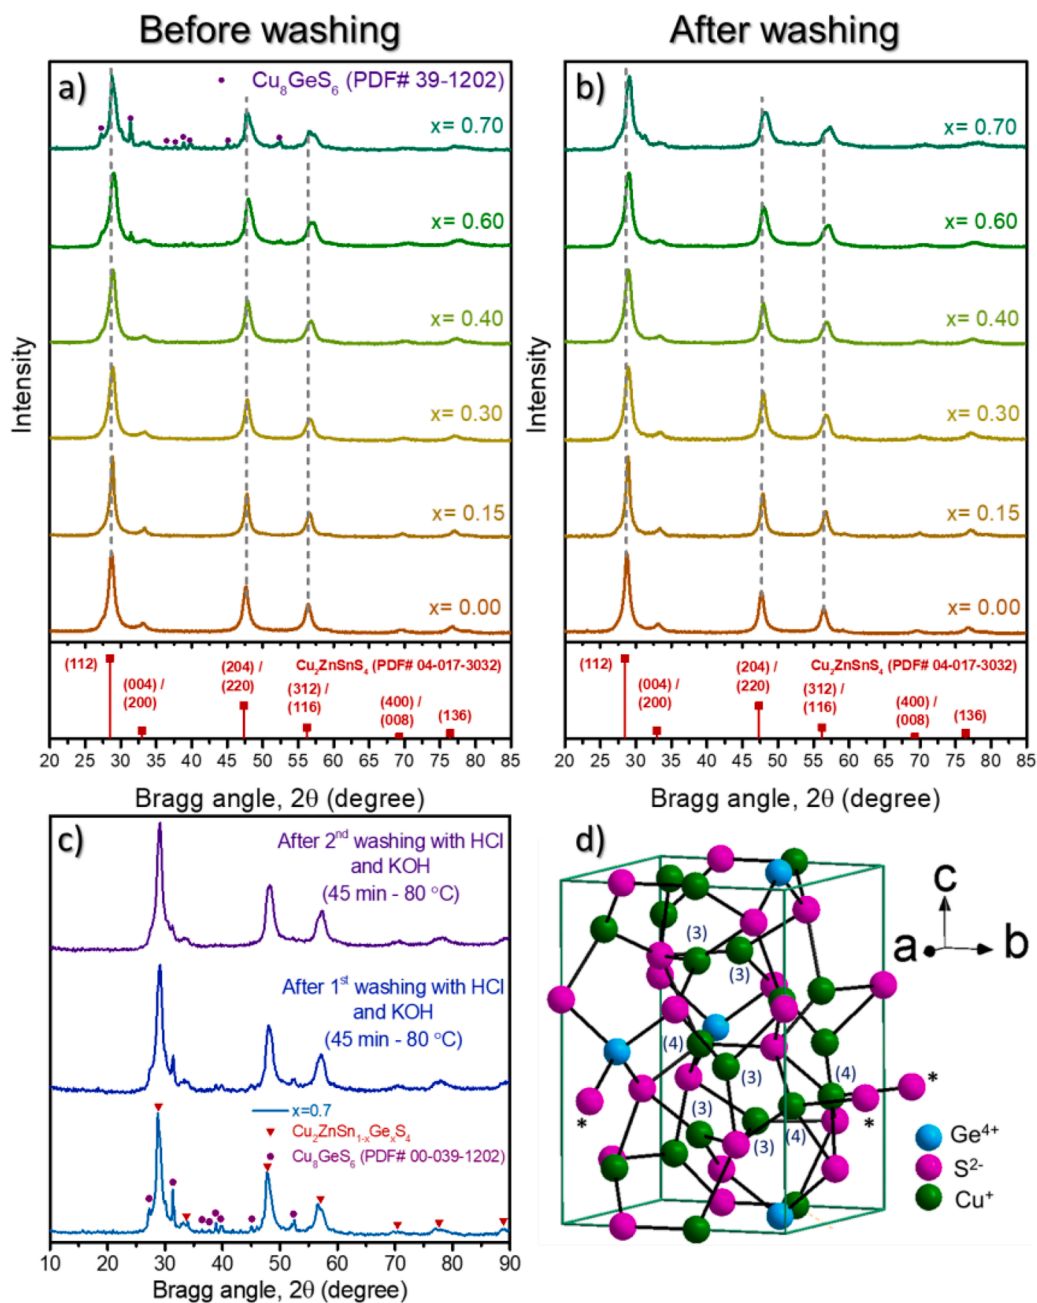 Before washing
After washing
a)
• Cu₈GeS₆ (PDF# 39-1202)
x= 0.70
x= 0.60
x= 0.40
x= 0.30
x= 0.15
x= 0.00
Intensity
Cu₂ZnSnS₄ (PDF# 04-017-3032)
(112)
(004) /
(200)
(204) /
(220)
(312) /
(116)
(400) /
(008)
(136)
20 25 30 35 40 45 50 55 60 65 70 75 80 85
Bragg angle, 2θ (degree)
b)
x= 0.70
x= 0.60
x= 0.40
x= 0.30
x= 0.15
x= 0.00
Intensity
Cu₂ZnSnS₄ (PDF# 04-017-3032)
(112)
(004) /
(200)
(204) /
(220)
(312) /
(116)
(400) /
(008)
(136)
20 25 30 35 40 45 50 55 60 65 70 75 80 85
Bragg angle, 2θ (degree)
c)
After 2ⁿᵈ washing with HCl
and KOH
(45 min - 80 °C)
After 1ˢᵗ washing with HCl
and KOH
(45 min - 80 °C)
x=0.7
Cu₂ZnSn₁₋ₓGeₓS₄
Cu₈GeS₆ (PDF# 00-039-1202)
10 20 30 40 50 60 70 80 90
Bragg angle, 2θ (degree)
d)
c
a
b
(3)
(3)
(4)
(3)
(4)
(3)
(3)
(4)
*
*
*
Ge⁴⁺
S²⁻
Cu⁺